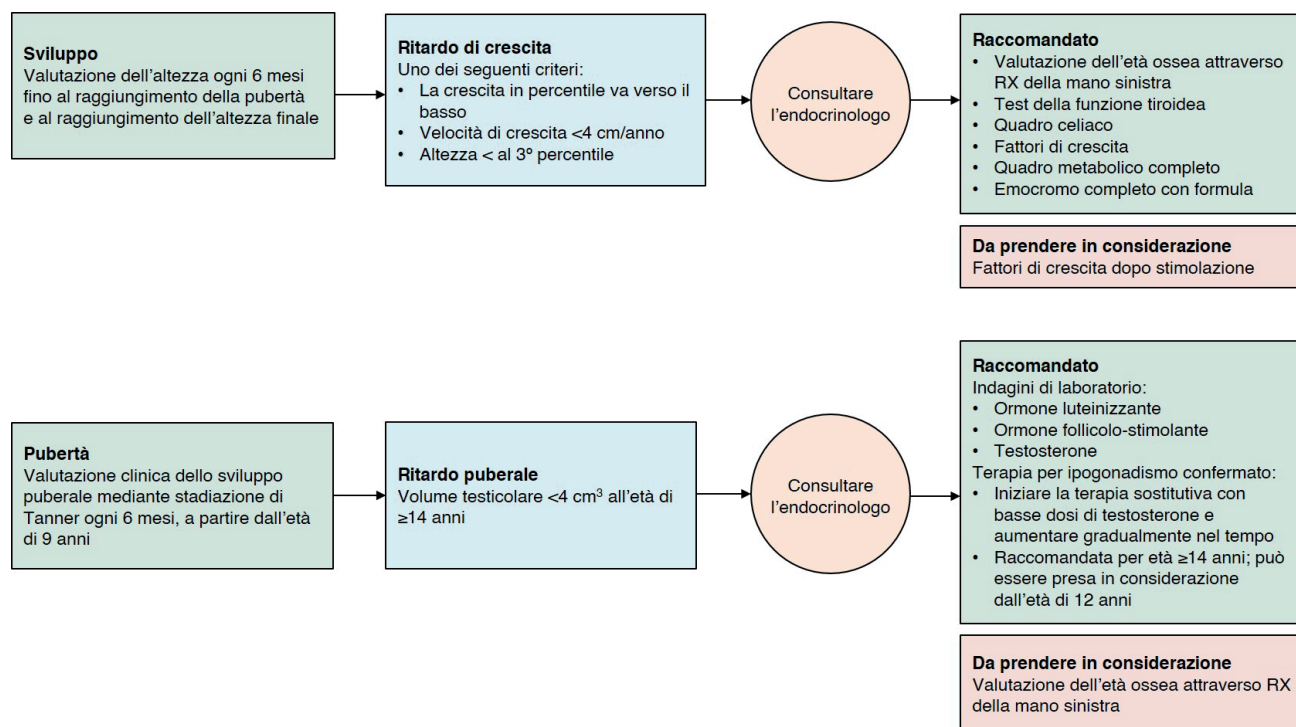 Sviluppo
Valutazione dell'altezza ogni 6 mesi
fino al raggiungimento della pubertà
e al raggiungimento dell'altezza finale
Ritardo di crescita
Uno dei seguenti criteri:
• La crescita in percentile va verso il
basso
• Velocità di crescita <4 cm/anno
• Altezza < al 3º percentile
Consultare
l'endocrinologo
Raccomandato
• Valutazione dell'età ossea attraverso
RX della mano sinistra
• Test della funzione tiroidea
• Quadro celiaco
• Fattori di crescita
• Quadro metabolico completo
• Emocromo completo con formula
Da prendere in considerazione
Fattori di crescita dopo stimolazione
Pubertà
Valutazione clinica dello sviluppo
puberale mediante stadiazione di
Tanner ogni 6 mesi, a partire dall'età
di 9 anni
Ritardo puberale
Volume testicolare <4 cm³ all'età di
≥14 anni
Consultare
l'endocrinologo
Raccomandato
Indagini di laboratorio:
• Ormone luteinizzante
• Ormone follicolo-stimolante
• Testosterone
Terapia per ipogonadismo confermato:
• Iniziare la terapia sostitutiva con
basse dosi di testosterone e
aumentare gradualmente nel tempo
• Raccomandata per età ≥14 anni; può
essere presa in considerazione
dall'età di 12 anni
Da prendere in considerazione
Valutazione dell'età ossea attraverso RX
della mano sinistra